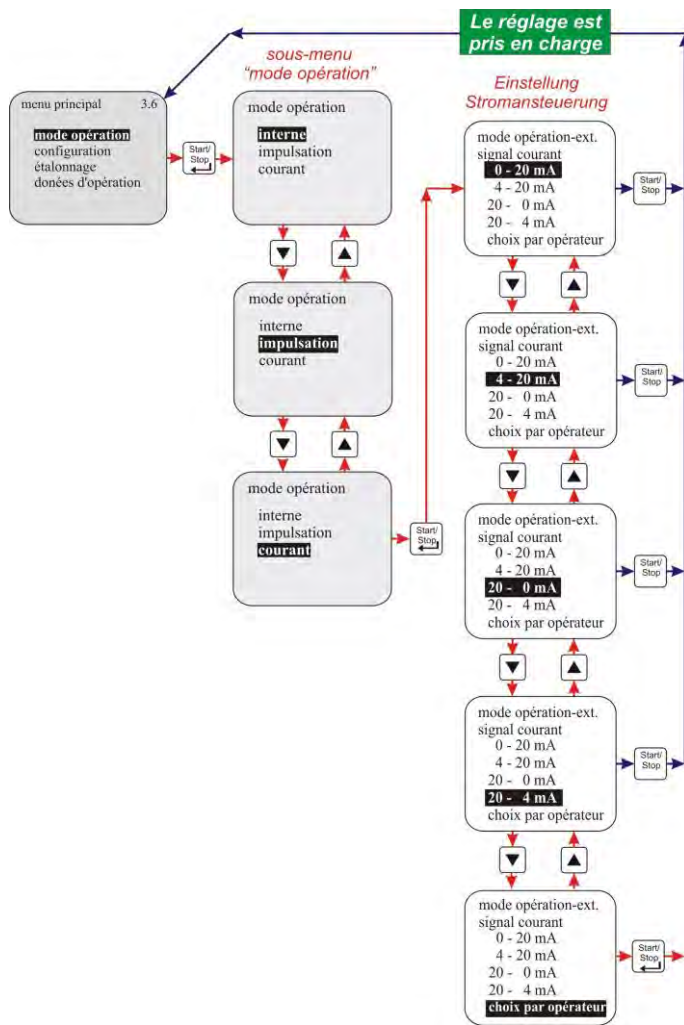 Le réglage est
pris en charge
sous-menu
“mode opération”
Einstellung
Stromansteuerung
menu principal 3.6
mode opération
configuration
étalonnage
donées d'opération
Start/
Stop
mode opération
interne
impulsation
courant
mode opération
interne
impulsation
courant
mode opération
interne
impulsation
courant
Start/
Stop
mode opération-ext.
signal courant
0 - 20 mA
4 - 20 mA
20 - 0 mA
20 - 4 mA
choix par opérateur
Start/
Stop
mode opération-ext.
signal courant
0 - 20 mA
4 - 20 mA
20 - 0 mA
20 - 4 mA
choix par opérateur
Start/
Stop
mode opération-ext.
signal courant
0 - 20 mA
4 - 20 mA
20 - 0 mA
20 - 4 mA
choix par opérateur
Start/
Stop
mode opération-ext.
signal courant
0 - 20 mA
4 - 20 mA
20 - 0 mA
20 - 4 mA
choix par opérateur
Start/
Stop
mode opération-ext.
signal courant
0 - 20 mA
4 - 20 mA
20 - 0 mA
20 - 4 mA
choix par opérateur
Start/
Stop